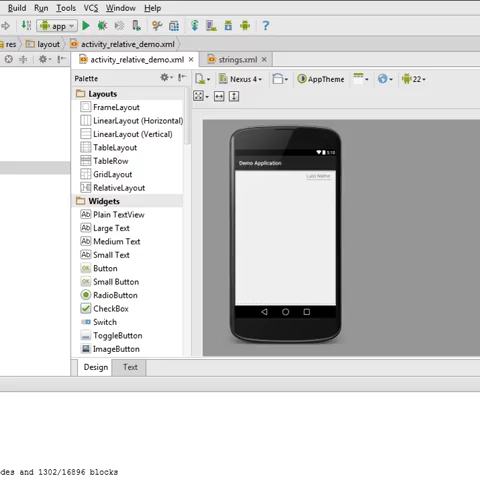 Build Run Tools VCS Window Help
app
res layout activity_relative_demo.xml
activity_relative_demo.xml strings.xml
Palette Nexus 4 AppTheme 22
Layouts
FrameLayout
LinearLayout (Horizontal)
LinearLayout (Vertical)
TableLayout
TableRow
GridLayout
RelativeLayout
Widgets
Plain TextView
Large Text
Medium Text
Small Text
Button
Small Button
RadioButton
CheckBox
Switch
ToggleButton
ImageButton
5:10
Demo Application
Last Name
Design Text
odes and 1302/16896 blocks